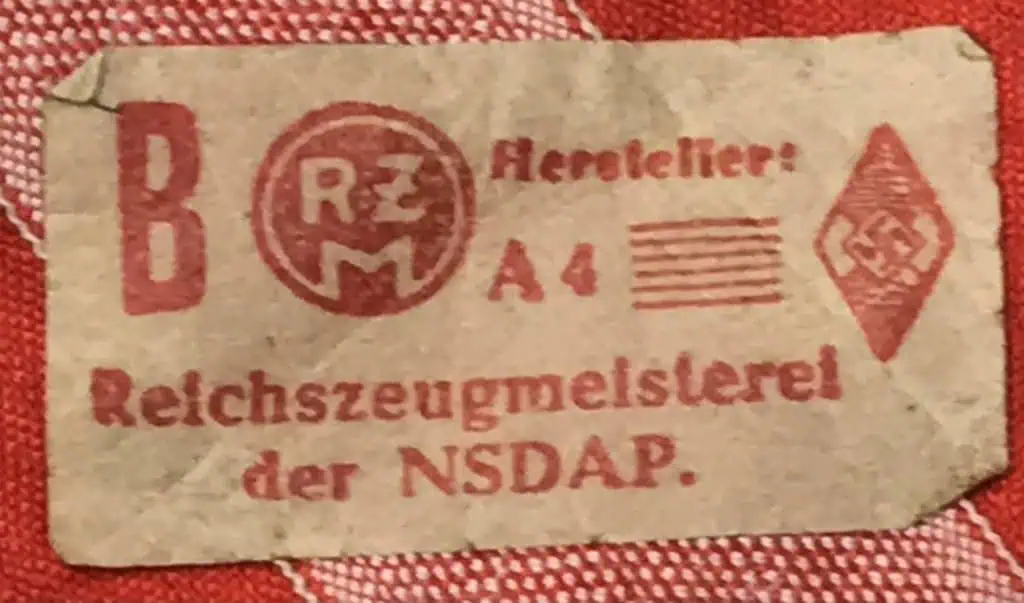 B RZM Hersteller:
A 4
Reichszeugmeisterei
der NSDAP.